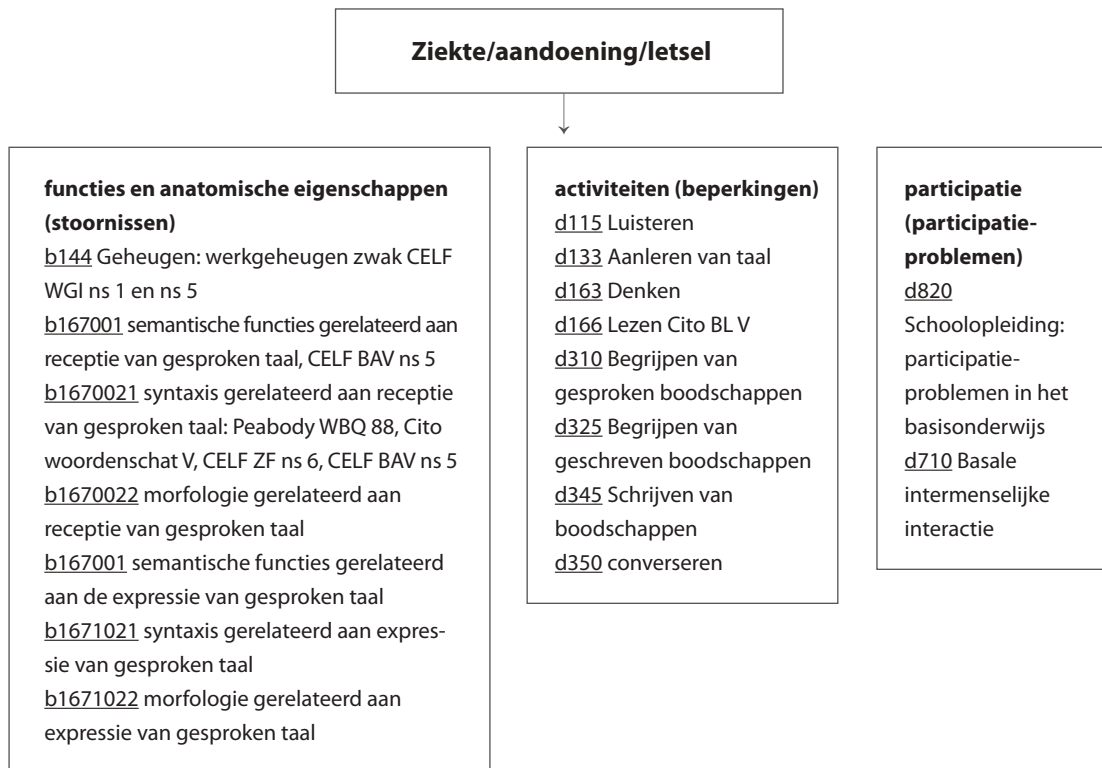 Ziekte/aandoening/letsel
functies en anatomische eigenschappen
(stoornissen)
b144 Geheugen: werkgeheugen zwak CELF
WGI ns 1 en ns 5
b167001 semantische functies gerelateerd aan
receptie van gesproken taal, CELF BAV ns 5
b1670021 syntaxis gerelateerd aan receptie
van gesproken taal: Peabody WBQ 88, Cito
woordenschat V, CELF ZF ns 6, CELF BAV ns 5
b1670022 morfologie gerelateerd aan
receptie van gesproken taal
b167001 semantische functies gerelateerd
aan de expressie van gesproken taal
b1671021 syntaxis gerelateerd aan expres-
sie van gesproken taal
b1671022 morfologie gerelateerd aan
expressie van gesproken taal
activiteiten (beperkingen)
d115 Luisteren
d133 Aanleren van taal
d163 Denken
d166 Lezen Cito BL V
d310 Begrijpen van
gesproken boodschappen
d325 Begrijpen van
geschreven boodschappen
d345 Schrijven van
boodschappen
d350 converseren
participatie
(participatie-
problemen)
d820
Schoolopleiding:
participatie-
problemen in het
basisonderwijs
d710 Basale
intermenselijke
interactie